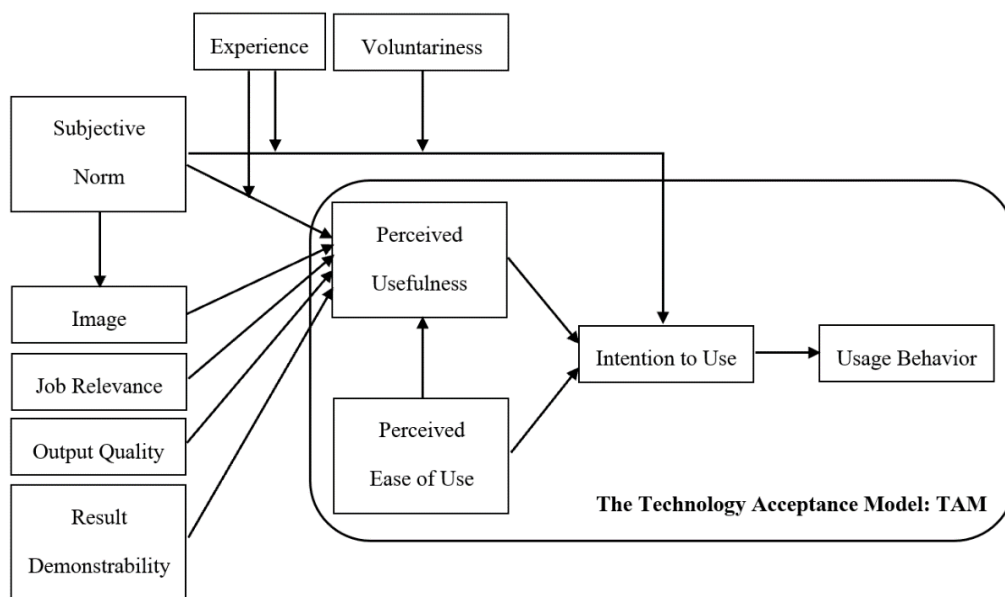 Experience
Voluntariness
Subjective
Norm
Perceived
Usefulness
Image
Intention to Use
Usage Behavior
Job Relevance
Output Quality
Perceived
Ease of Use
Result
Demonstrability
The Technology Acceptance Model: TAM